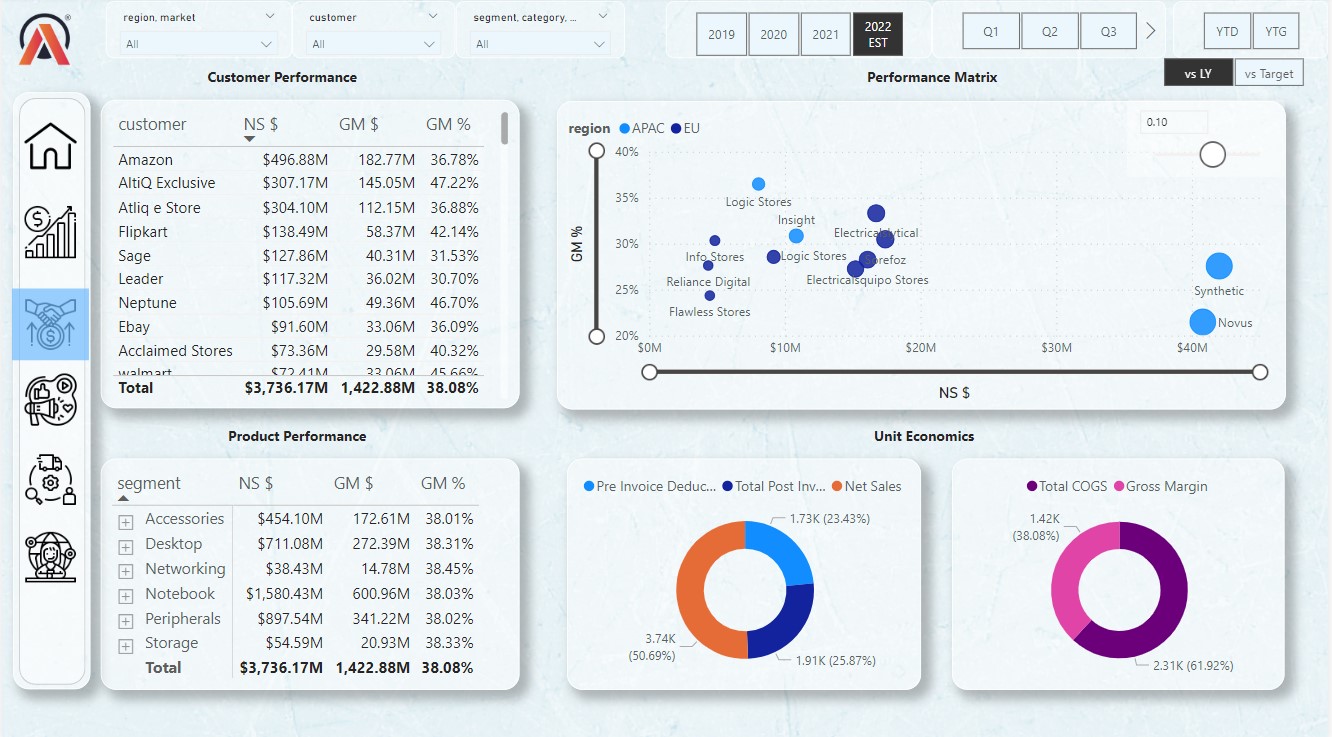 region, market
All
customer
All
segment, category, ...
All
2019
2020
2021
2022
EST
Q1
Q2
Q3
YTD
YTG
vs LY
vs Target
Customer Performance
customer NS $ GM $ GM %
Amazon $496.88M 182.77M 36.78%
AltiQ Exclusive $307.17M 145.05M 47.22%
Atliq e Store $304.10M 112.15M 36.88%
Flipkart $138.49M 58.37M 42.14%
Sage $127.86M 40.31M 31.53%
Leader $117.32M 36.02M 30.70%
Neptune $105.69M 49.36M 46.70%
Ebay $91.60M 33.06M 36.09%
Acclaimed Stores $73.36M 29.58M 40.32%
walmart $72.41M 33.06M 45.66%
Total $3,736.17M 1,422.88M 38.08%
Performance Matrix
region APAC EU
0.10
GM %
40%
35%
30%
25%
20%
Logic Stores
Insight
Info Stores
Logic Stores
Reliance Digital
Flawless Stores
Synthetic
Novus
$0M $10M $20M $30M $40M
NS $
Product Performance
segment NS $ GM $ GM %
Accessories $454.10M 172.61M 38.01%
Desktop $711.08M 272.39M 38.31%
Networking $38.43M 14.78M 38.45%
Notebook $1,580.43M 600.96M 38.03%
Peripherals $897.54M 341.22M 38.02%
Storage $54.59M 20.93M 38.33%
Total $3,736.17M 1,422.88M 38.08%
Unit Economics
Pre Invoice Deduc... Total Post Inv... Net Sales
1.73K (23.43%)
3.74K
(50.69%)
1.91K (25.87%)
Total COGS Gross Margin
1.42K
(38.08%)
2.31K (61.92%)